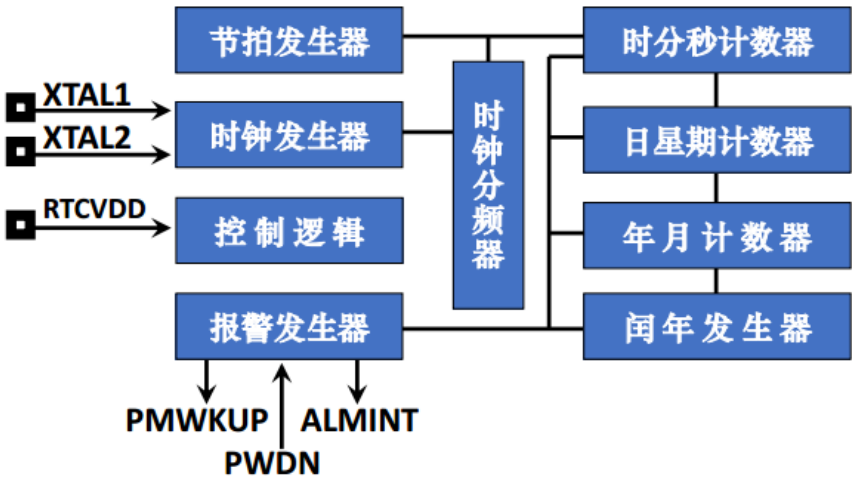 节拍发生器
时分秒计数器
XTAL1
时钟发生器
XTAL2
时钟分频器
日星期计数器
RTCVDD
控制逻辑
年月计数器
报警发生器
闰年发生器
PMWKUP
ALMINT
PWDN